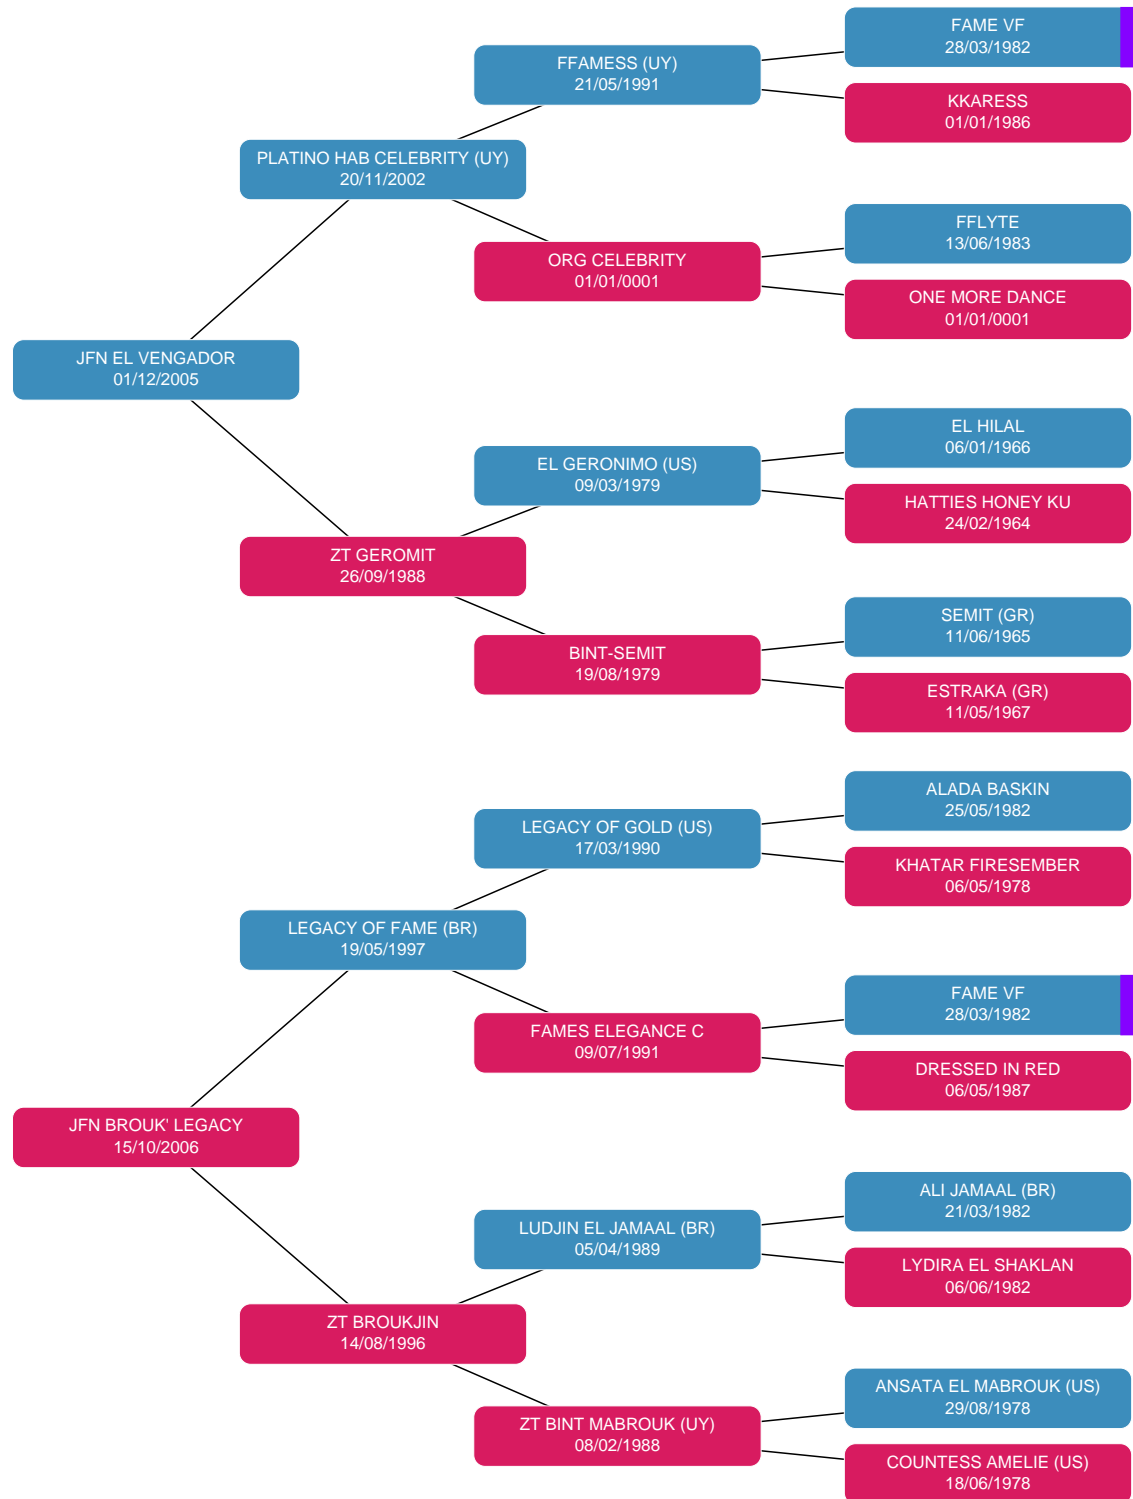 FAME VF
28/03/1982
FFAMESS (UY)
21/05/1991
KKARESS
01/01/1986
PLATINO HAB CELEBRITY (UY)
20/11/2002
FFLYTE
13/06/1983
ORG CELEBRITY
01/01/0001
ONE MORE DANCE
01/01/0001
JFN EL VENGADOR
01/12/2005
EL HILAL
06/01/1966
EL GERONIMO (US)
09/03/1979
HATTIES HONEY KU
24/02/1964
ZT GEROMIT
26/09/1988
SEMIT (GR)
11/06/1965
BINT-SEMIT
19/08/1979
ESTRAKA (GR)
11/05/1967
ALADA BASKIN
25/05/1982
LEGACY OF GOLD (US)
17/03/1990
KHATAR FIRESEMBER
06/05/1978
LEGACY OF FAME (BR)
19/05/1997
FAME VF
28/03/1982
FAMES ELEGANCE C
09/07/1991
DRESSED IN RED
06/05/1987
JFN BROUK' LEGACY
15/10/2006
ALI JAMAAL (BR)
21/03/1982
LUDJIN EL JAMAAL (BR)
05/04/1989
LYDIRA EL SHAKLAN
06/06/1982
ZT BROUKJIN
14/08/1996
ANSATA EL MABROUK (US)
29/08/1978
ZT BINT MABROUK (UY)
08/02/1988
COUNTESS AMELIE (US)
18/06/1978